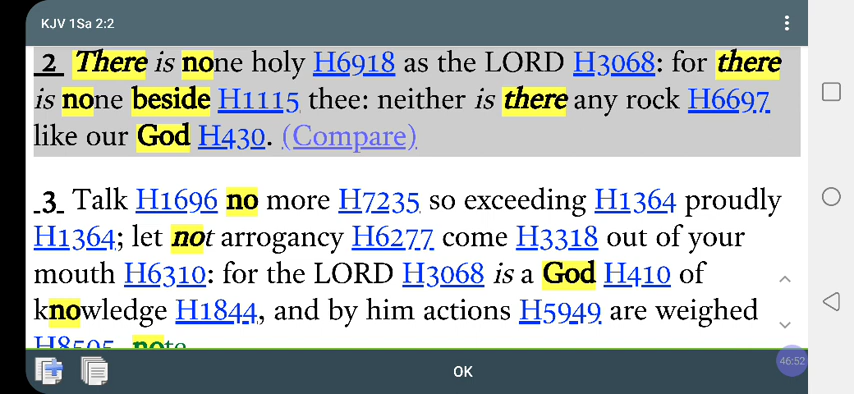 KJV 1Sa 2:2
2 There is none holy H6918 as the LORD H3068: for there
is none beside H1115 thee: neither is there any rock H6697
like our God H430. (Compare)
3 Talk H1696 no more H7235 so exceeding H1364 proudly
H1364; let not arrogancy H6277 come H3318 out of your
mouth H6310: for the LORD H3068 is a God H410 of
knowledge H1844, and by him actions H5949 are weighed
H8505. note
OK
46:52